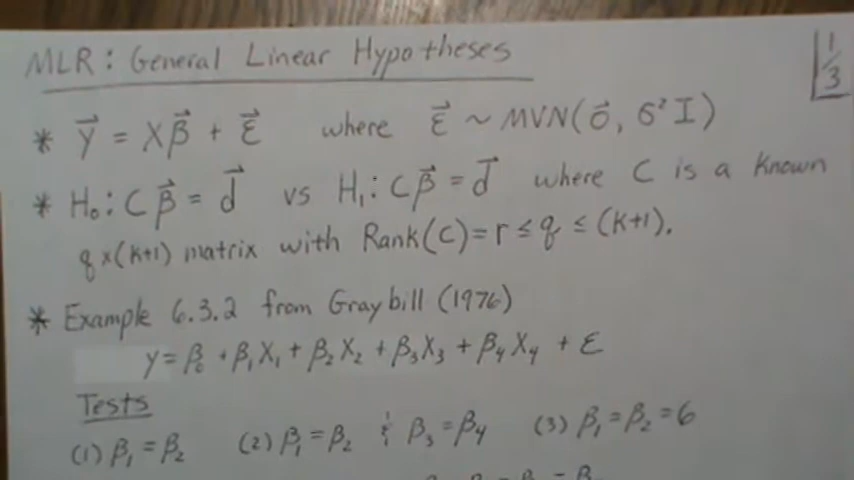 MLR: General Linear Hypotheses
1/3
* Y⃗ = Xβ⃗ + ε⃗ where ε⃗ ~ MVN(0⃗, σ²I)
* H₀: Cβ⃗ = d⃗ vs H₁: Cβ⃗ = d⃗ where C is a known
q×(k+1) matrix with Rank(C)=r ≤ q ≤ (k+1).
* Example 6.3.2 from Graybill (1976)
y = β₀ + β₁X₁ + β₂X₂ + β₃X₃ + β₄X₄ + ε
Tests
(1) β₁ = β₂ (2) β₁ = β₂ & β₃ = β₄ (3) β₁ = β₂ = 6